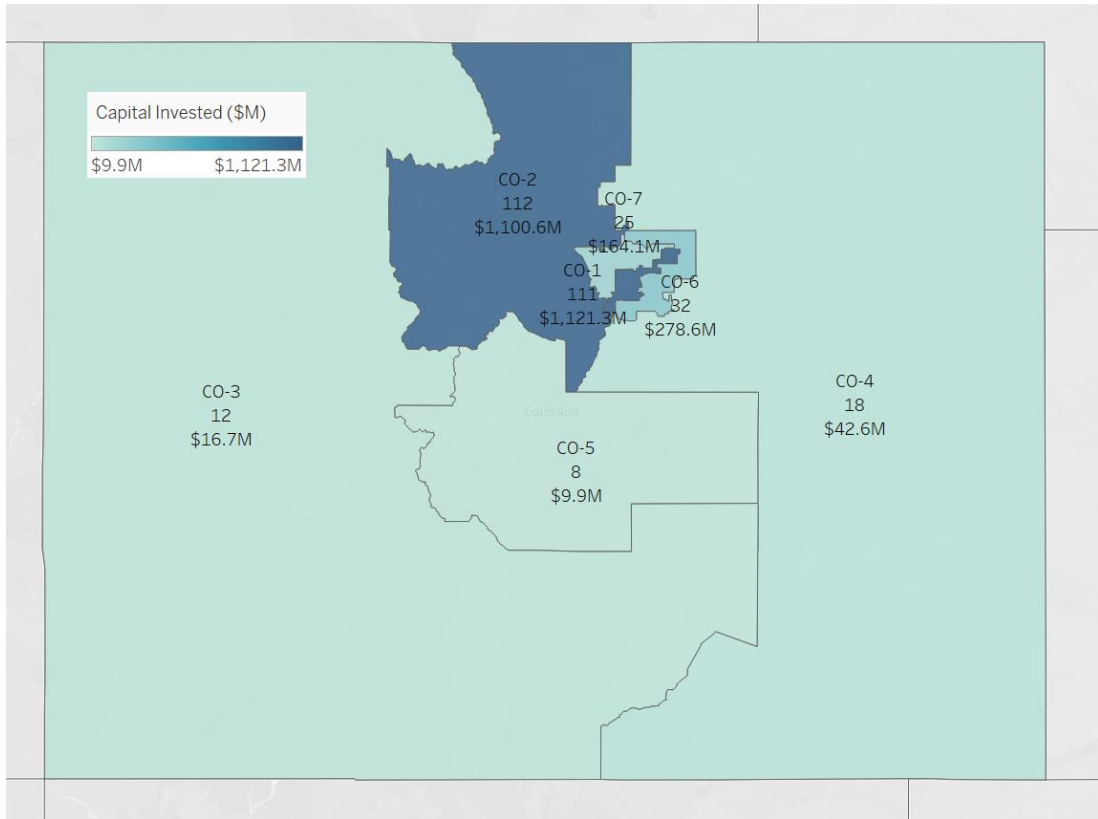 Capital Invested ($M)
$9.9M $1,121.3M
CO-2
112
$1,100.6M
CO-7
25
$164.1M
CO-1
111
$1,121.3M
CO-6
32
$278.6M
CO-3
12
$16.7M
CO-4
18
$42.6M
Colorado
CO-5
8
$9.9M